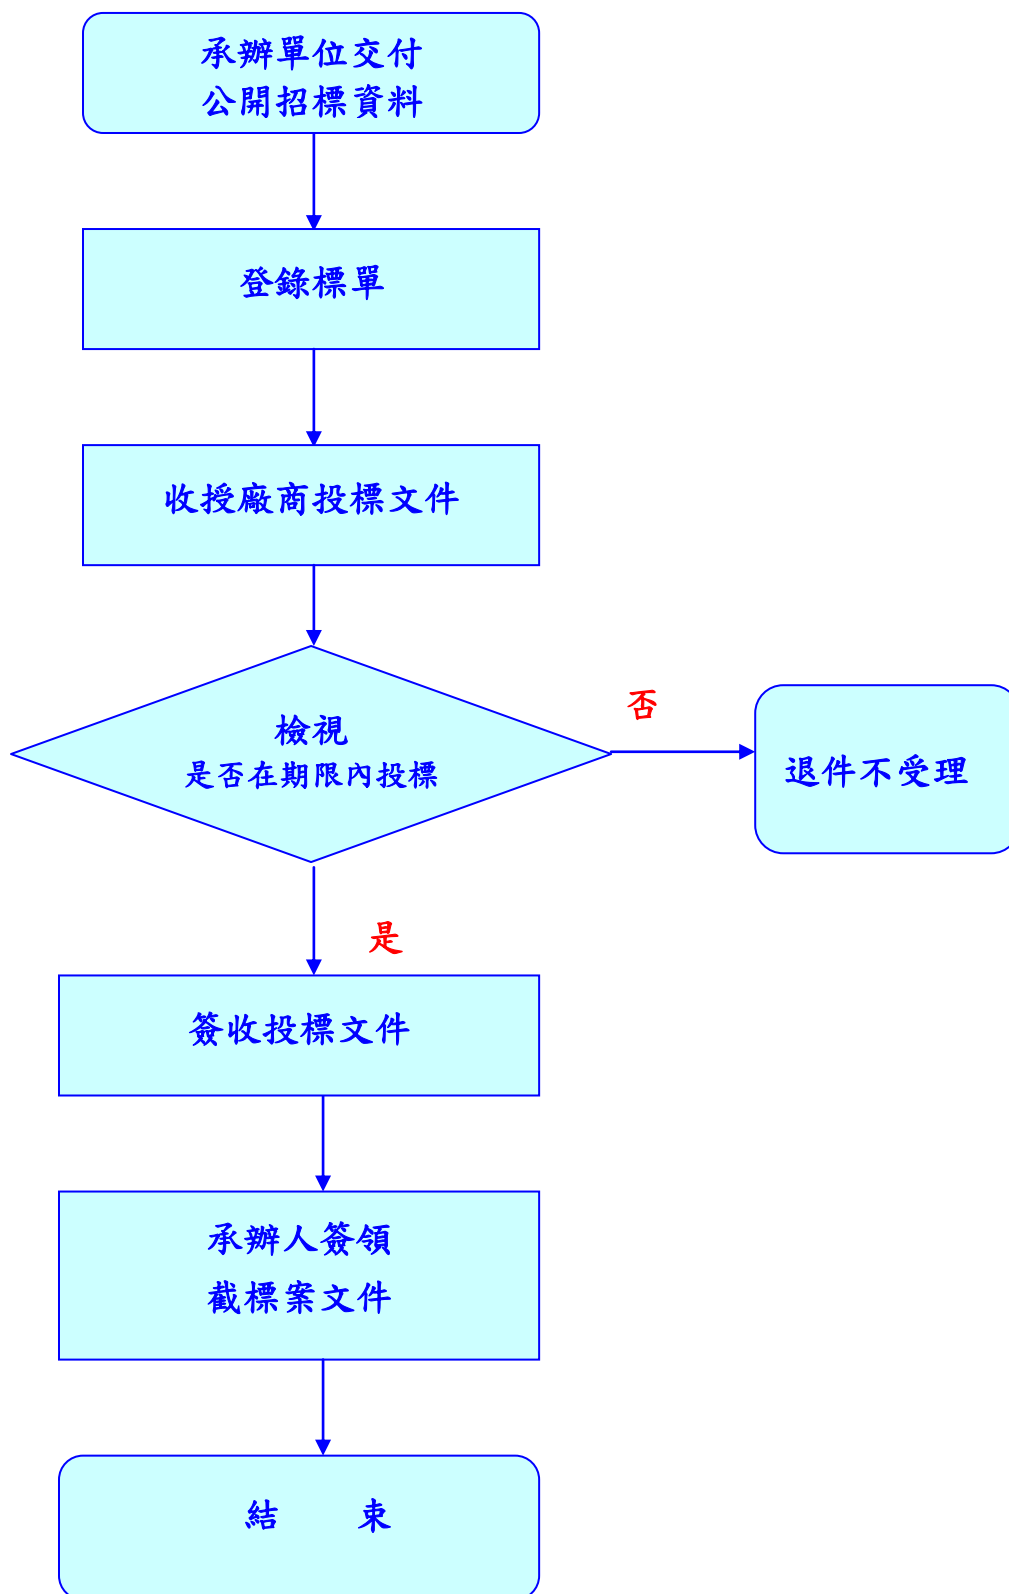 承辦單位交付
公開招標資料
登錄標單
收授廠商投標文件
檢視
是否在期限內投標
否
退件不受理
是
簽收投標文件
承辦人簽領
截標案文件
結 束